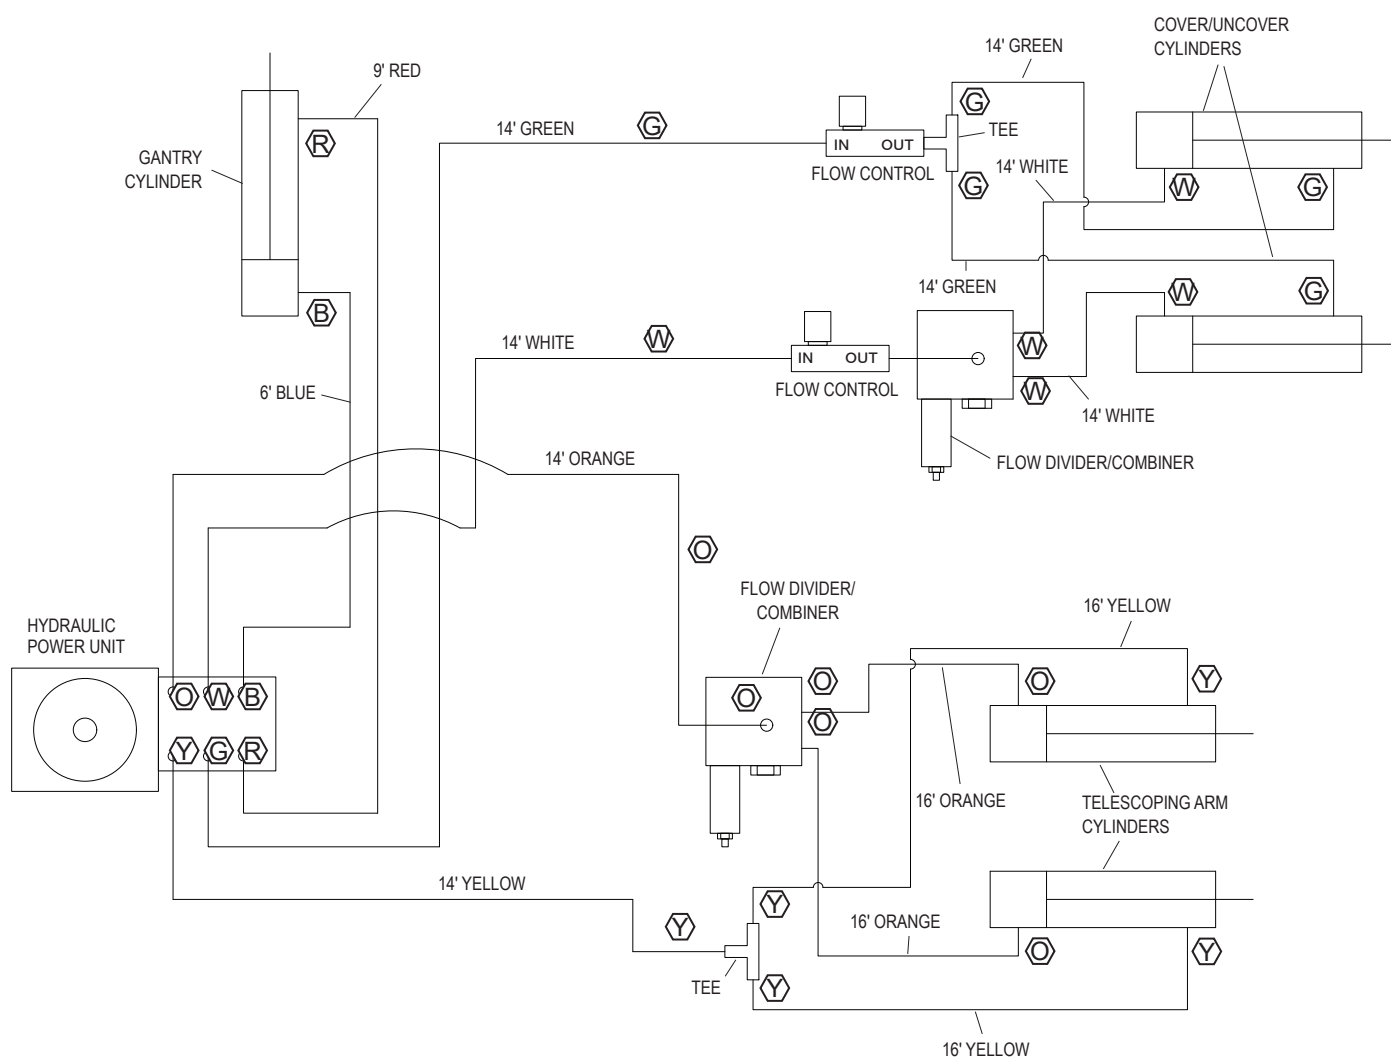 COVER/UNCOVER
CYLINDERS
14' GREEN
9' RED
G
14' GREEN
G
TEE
R
IN OUT
FLOW CONTROL
GANTRY
CYLINDER
14' WHITE
G
W
G
14' GREEN
W
G
B
14' WHITE
W
IN OUT
W
FLOW CONTROL
W
6' BLUE
14' WHITE
14' ORANGE
FLOW DIVIDER/COMBINER
O
FLOW DIVIDER/
COMBINER
16' YELLOW
HYDRAULIC
POWER UNIT
O W B
O
O
O
Y
O
Y G R
16' ORANGE
TELESCOPING ARM
CYLINDERS
14' YELLOW
Y
16' ORANGE
Y
O
Y
TEE
Y
16' YELLOW